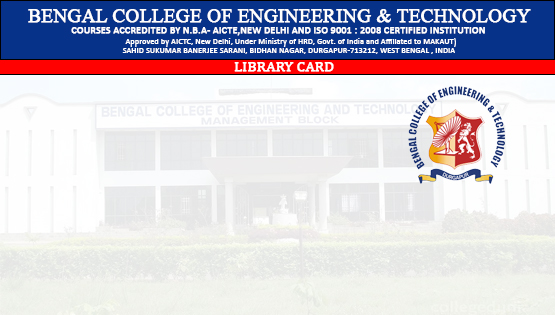 BENGAL COLLEGE OF ENGINEERING & TECHNOLOGY
COURSES ACCREDITED BY N.B.A- AICTE,NEW DELHI AND ISO 9001 : 2008 CERTIFIED INSTITUTION
Approved by AICTC, New Delhi, Under Ministry of HRD, Govt. of India and Affiliated to MAKAUT]
SAHID SUKUMAR BANERJEE SARANI, BIDHAN NAGAR, DURGAPUR-713212, WEST BENGAL , INDIA
LIBRARY CARD
BENGAL COLLEGE OF ENGINEERING AND TECHNOLOGY
MANAGEMENT BLOCK
BENGAL COLLEGE OF ENGINEERING & TECHNOLOGY
DURGAPUR